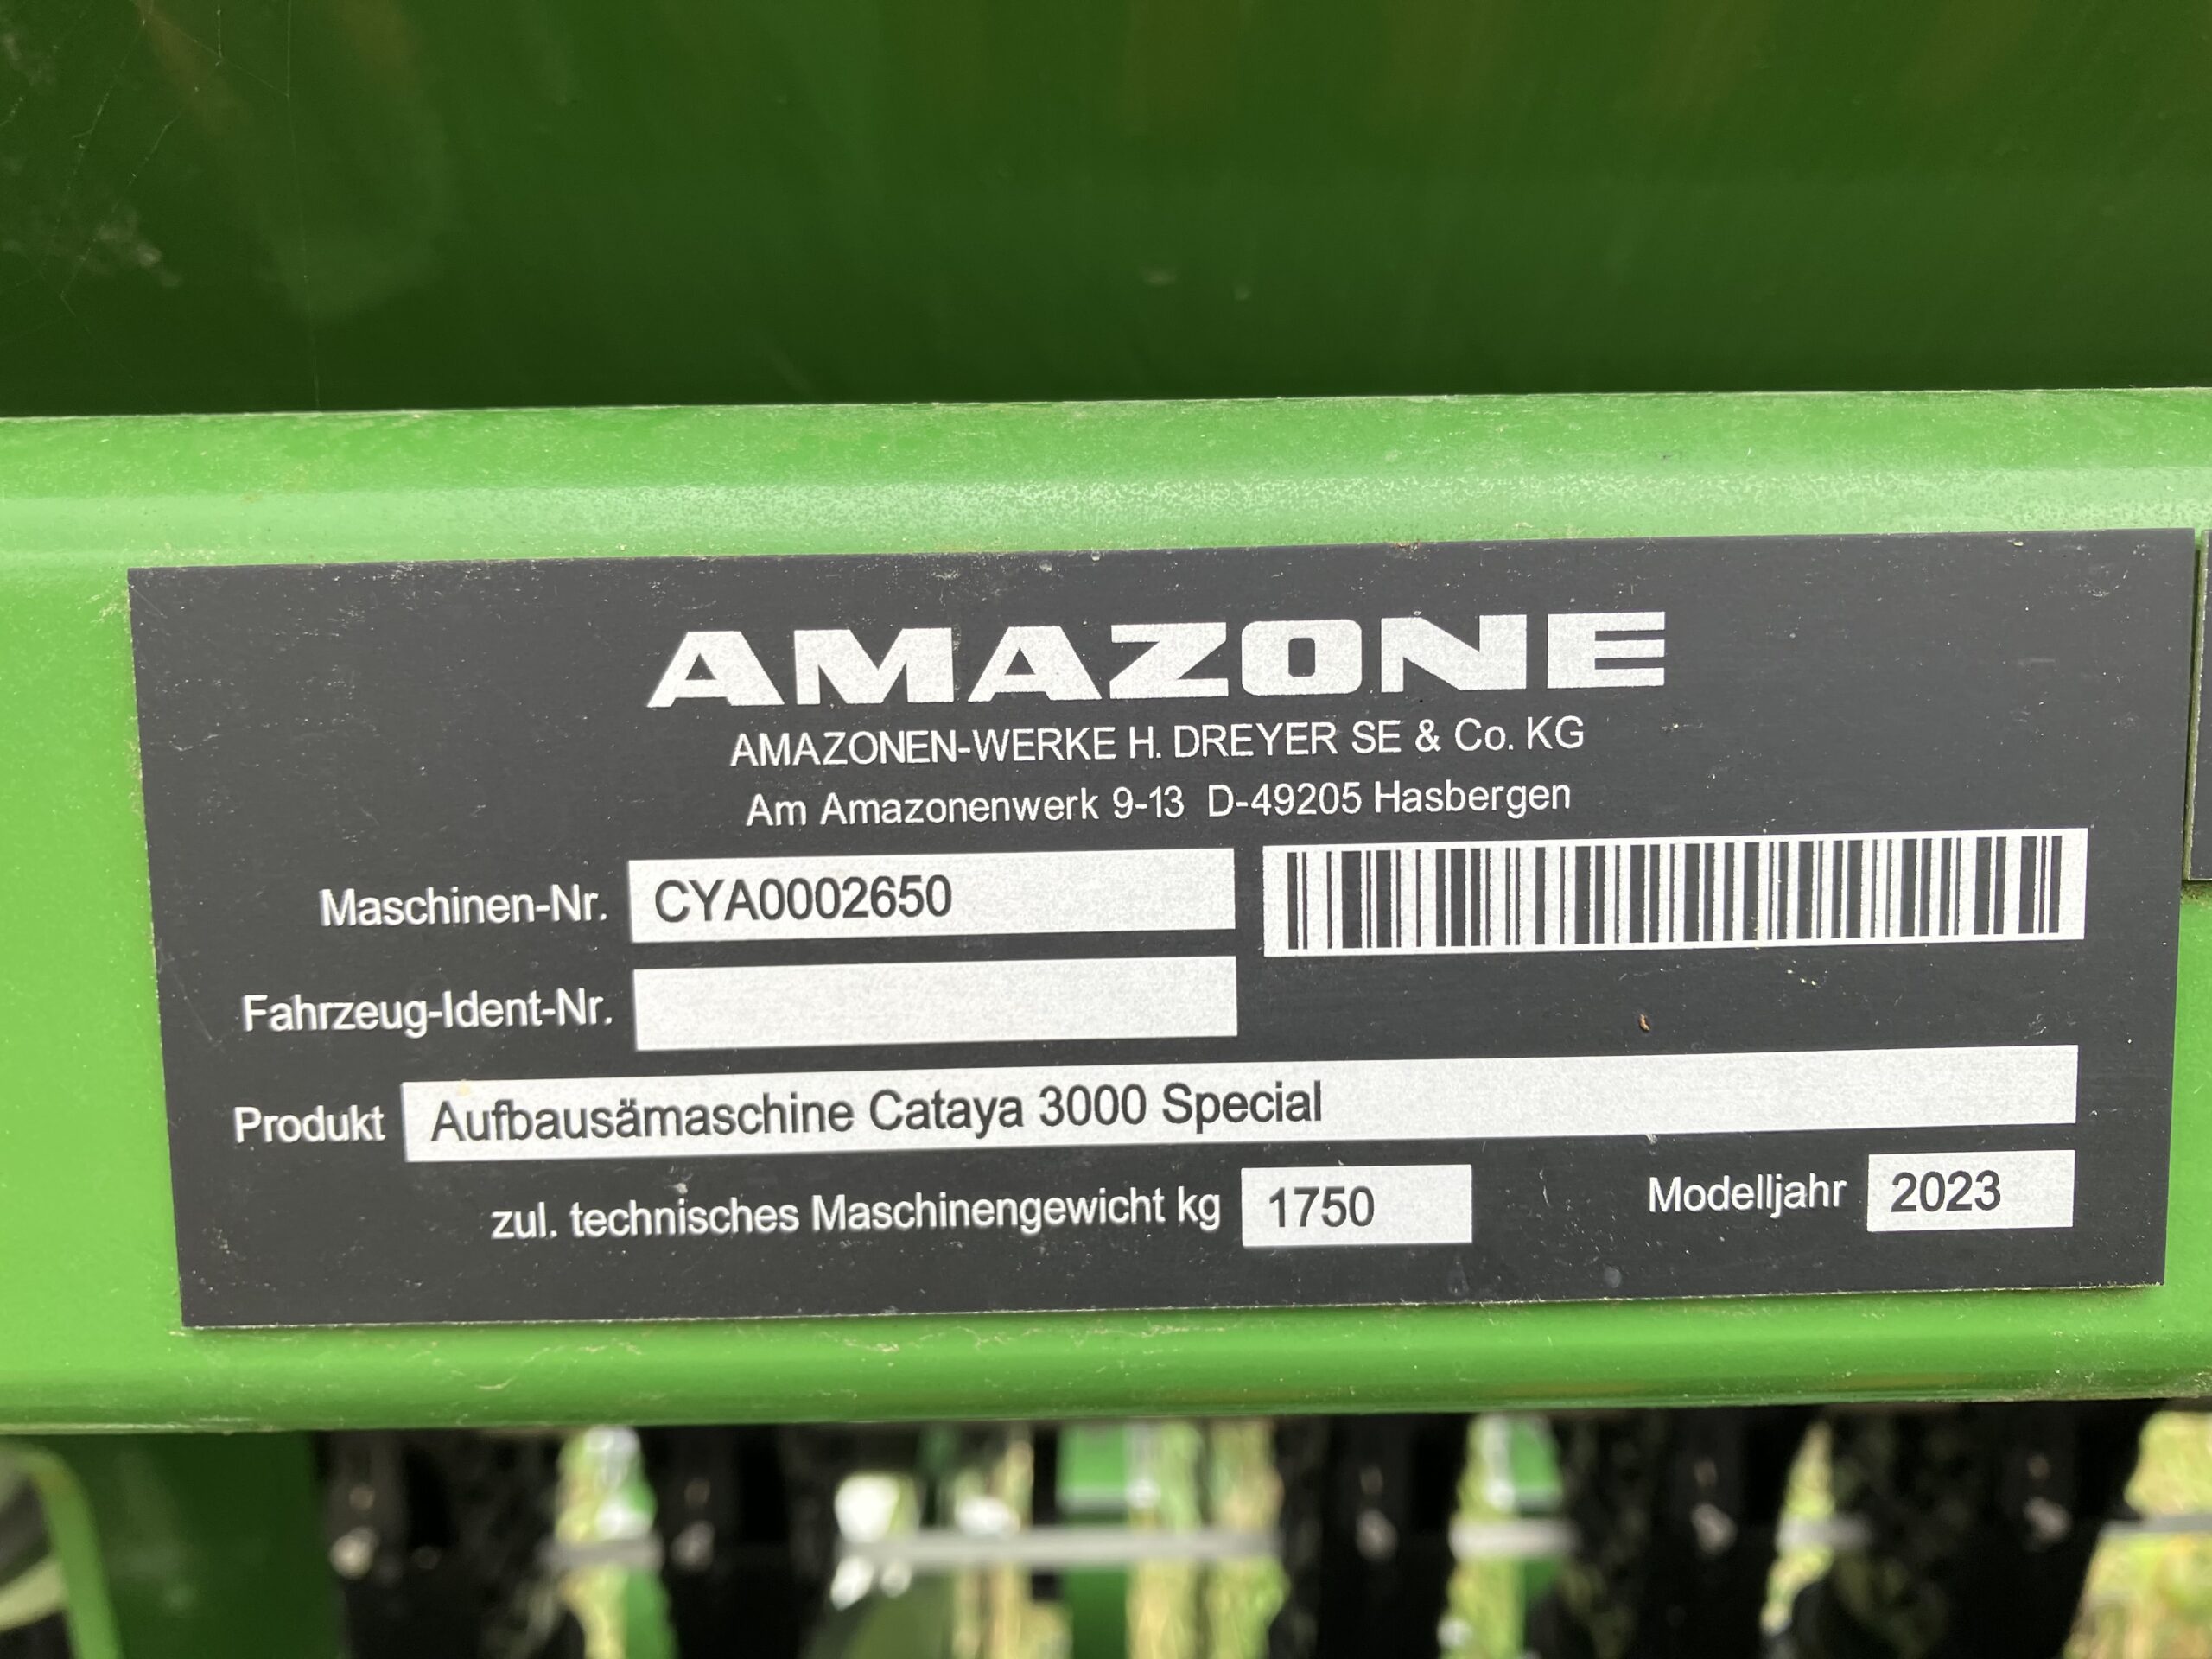 AMAZONE
AMAZONEN-WERKE H. DREYER SE & Co. KG
Am Amazonenwerk 9-13 D-49205 Hasbergen
Maschinen-Nr. CYA0002650
Fahrzeug-Ident-Nr.
Produkt Aufbausämaschine Cataya 3000 Special
zul. technisches Maschinengewicht kg 1750 Modelljahr 2023